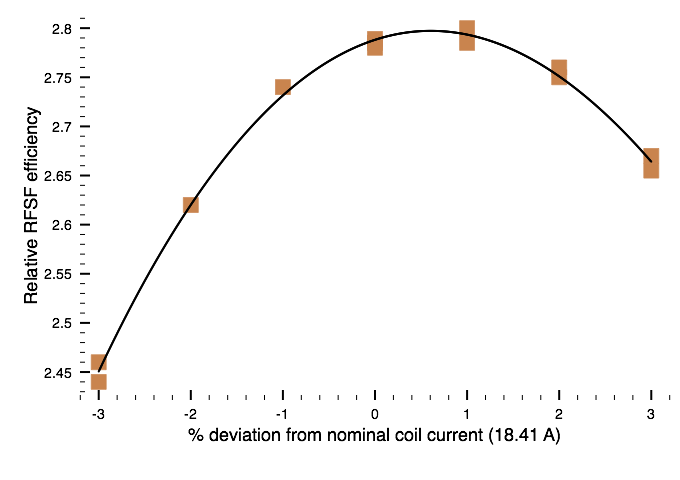 2.8
2.75
2.7
2.65
2.6
2.55
2.5
2.45
Relative RFSF efficiency
-3 -2 -1 0 1 2 3
% deviation from nominal coil current (18.41 A)